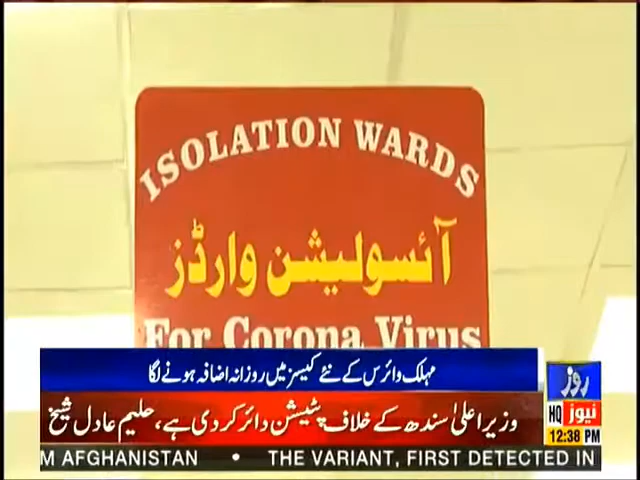 ISOLATION WARDS
آئسولیشن وارڈز
For Corona Virus
مہلک وائرس کے نئے کیسز میں روزانہ اضافہ ہونے لگا
وزیر اعلیٰ سندھ کے خلاف پٹیشن دائر کر دی ہے، حلیم عادل شیخ
روز
HQ نیوز
12:38 PM
M AFGHANISTAN • THE VARIANT, FIRST DETECTED IN